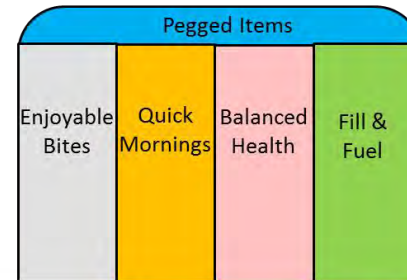 Pegged Items
Enjoyable
Bites
Quick
Mornings
Balanced
Health
Fill &
Fuel